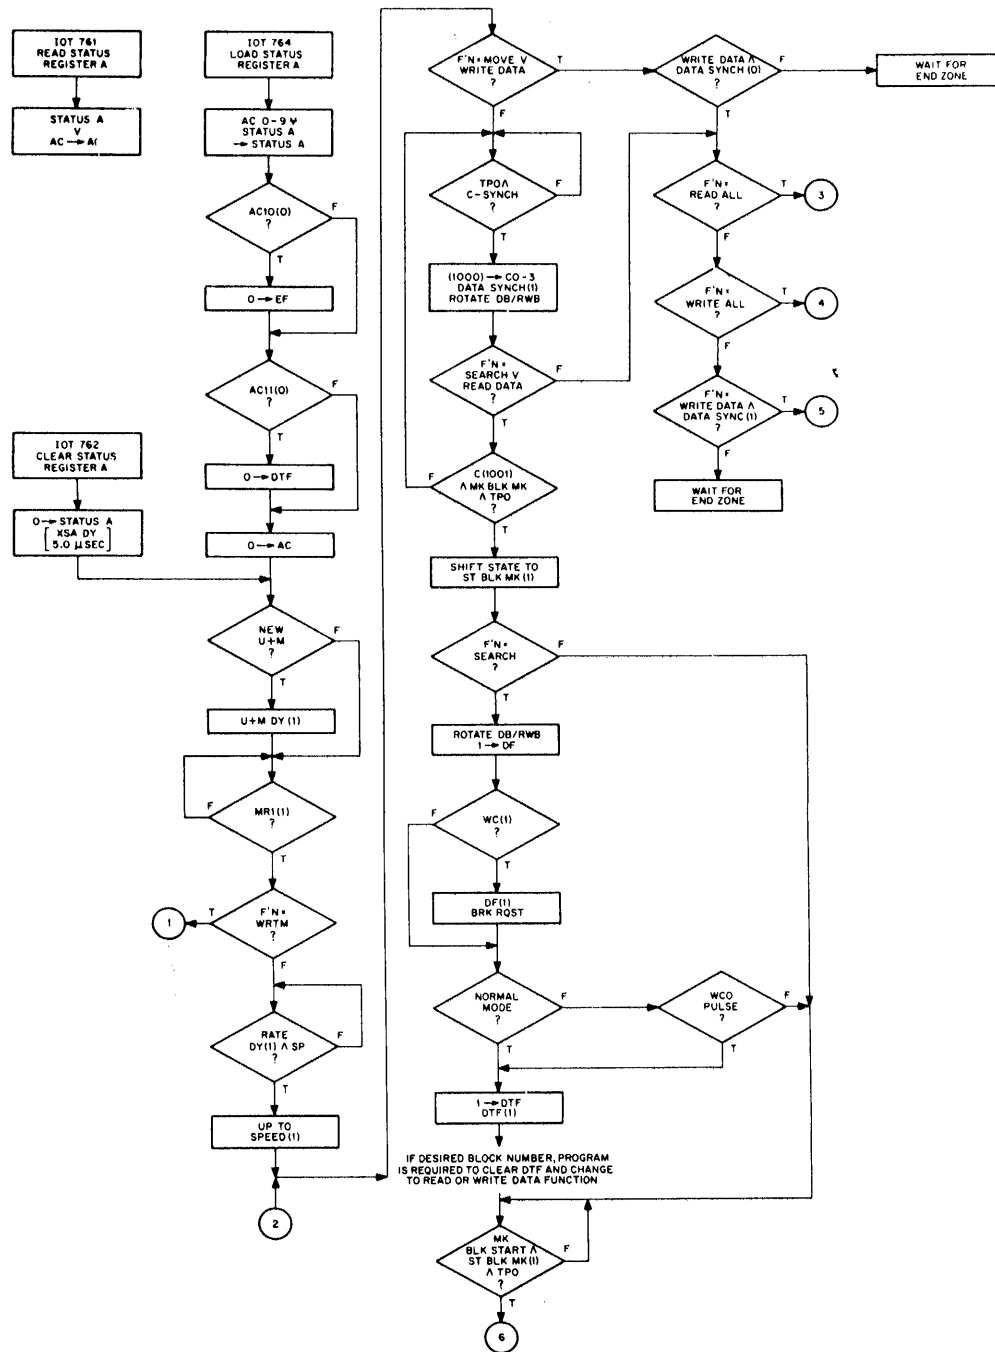 IOT 761
READ STATUS
REGISTER A
STATUS A
V
AC → AC
IOT 764
LOAD STATUS
REGISTER A
AC 0-9 ⊻
STATUS A
→ STATUS A
AC10(0)
?
F
T
0 → EF
AC11(0)
?
F
T
0 → DTF
0 → AC
IOT 762
CLEAR STATUS
REGISTER A
0 → STATUS A
[XSA DY
5.0 μSEC]
NEW
U+M
?
F
T
U+M DY (1)
MR1(1)
?
F
T
F'N=
WRTM
?
T
1
F
RATE
DY(1) Λ SP
?
F
T
UP TO
SPEED(1)
2
F'N= MOVE V
WRITE DATA
?
T
F
TPO Λ
C-SYNCH
?
F
T
(1000) → CO-3
DATA SYNCH(1)
ROTATE DB/RWB
F'N=
SEARCH V
READ DATA
?
F
T
C(1001)
Λ MK BLK MK
Λ TPO
?
F
T
SHIFT STATE TO
ST BLK MK(1)
F'N=
SEARCH
?
F
T
ROTATE DB/RWB
1 → DF
WC(1)
?
F
T
DF(1)
BRK RQST
NORMAL
MODE
?
F
T
WCO
PULSE
?
F
T
1 → DTF
DTF(1)
IF DESIRED BLOCK NUMBER, PROGRAM
IS REQUIRED TO CLEAR DTF AND CHANGE
TO READ OR WRITE DATA FUNCTION
MK
BLK START Λ
ST BLK MK(1)
Λ TPO
?
F
T
6
WRITE DATA Λ
DATA SYNCH(0)
?
F
T
WAIT FOR
END ZONE
F'N=
READ ALL
?
T
3
F
F'N=
WRITE ALL
?
T
4
F
F'N=
WRITE DATA Λ
DATA SYNC(1)
?
T
5
F
WAIT FOR
END ZONE